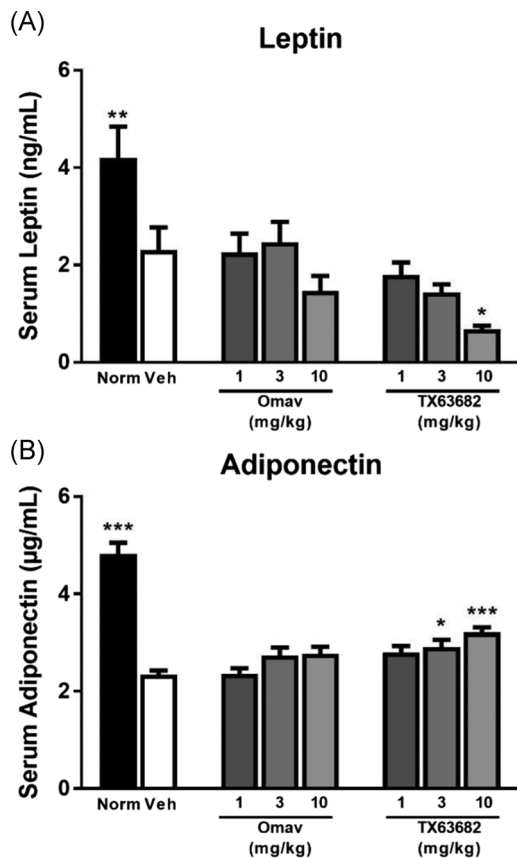 (A)
Leptin
Serum Leptin (ng/mL)
6
4
2
0
**
*
Norm Veh
1 3 10
1 3 10
Omav
TX63682
(mg/kg)
(mg/kg)
(B)
Adiponectin
Serum Adiponectin (µg/mL)
6
4
2
0
***
*
***
Norm Veh
1 3 10
1 3 10
Omav
TX63682
(mg/kg)
(mg/kg)